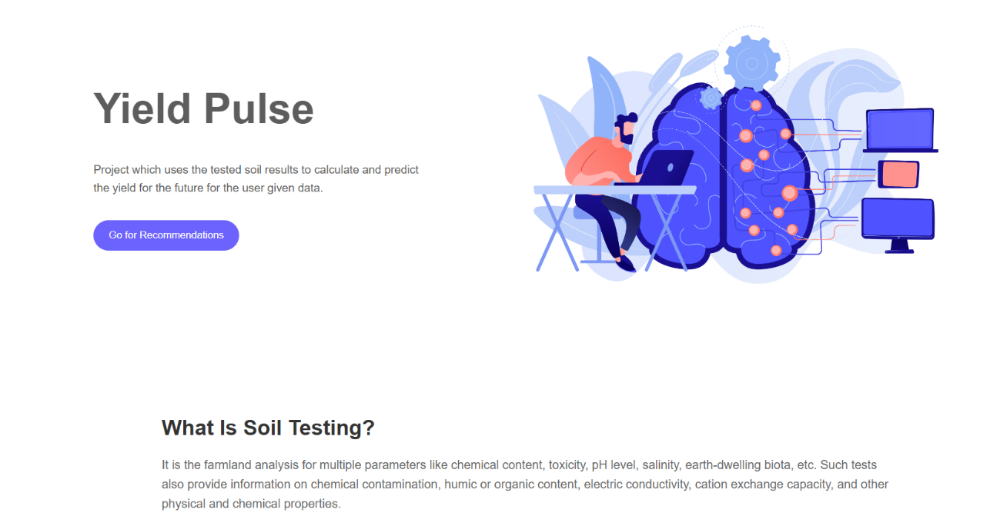 Yield Pulse
Project which uses the tested soil results to calculate and predict
the yield for the future for the user given data.
Go for Recommendations
What Is Soil Testing?
It is the farmland analysis for multiple parameters like chemical content, toxicity, pH level, salinity, earth-dwelling biota, etc. Such tests
also provide information on chemical contamination, humic or organic content, electric conductivity, cation exchange capacity, and other
physical and chemical properties.